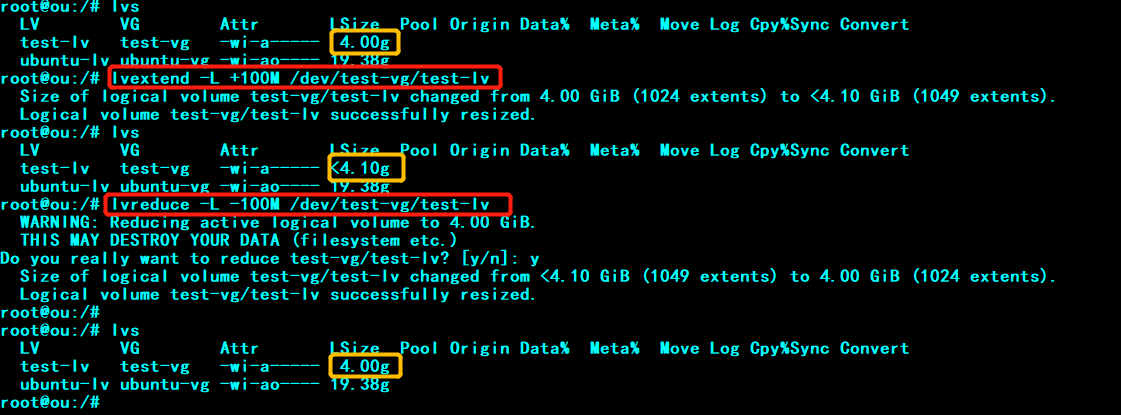 root@ou:/# lvs
  LV        VG        Attr       LSize  Pool Origin Data%  Meta%  Move Log Cpy%Sync Convert
  test-lv   test-vg   -wi-a-----  4.00g
  ubuntu-lv ubuntu-vg -wi-ao---- 19.38g
root@ou:/# lvextend -L +100M /dev/test-vg/test-lv
  Size of logical volume test-vg/test-lv changed from 4.00 GiB (1024 extents) to <4.10 GiB (1049 extents).
  Logical volume test-vg/test-lv successfully resized.
root@ou:/# lvs
  LV        VG        Attr       LSize  Pool Origin Data%  Meta%  Move Log Cpy%Sync Convert
  test-lv   test-vg   -wi-a----- <4.10g
  ubuntu-lv ubuntu-vg -wi-ao---- 19.38g
root@ou:/# lvreduce -L -100M /dev/test-vg/test-lv
  WARNING: Reducing active logical volume to 4.00 GiB.
  THIS MAY DESTROY YOUR DATA (filesystem etc.)
Do you really want to reduce test-vg/test-lv? [y/n]: y
  Size of logical volume test-vg/test-lv changed from <4.10 GiB (1049 extents) to 4.00 GiB (1024 extents).
  Logical volume test-vg/test-lv successfully resized.
root@ou:/#
root@ou:/# lvs
  LV        VG        Attr       LSize  Pool Origin Data%  Meta%  Move Log Cpy%Sync Convert
  test-lv   test-vg   -wi-a-----  4.00g
  ubuntu-lv ubuntu-vg -wi-ao---- 19.38g
root@ou:/#